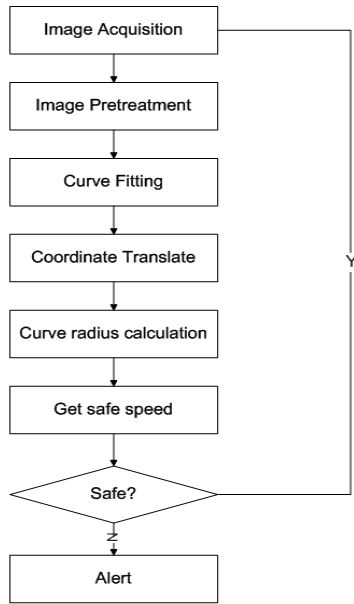 Image Acquisition
Image Pretreatment
Curve Fitting
Coordinate Translate
Y
Curve radius calculation
Get safe speed
Safe?
N
Alert